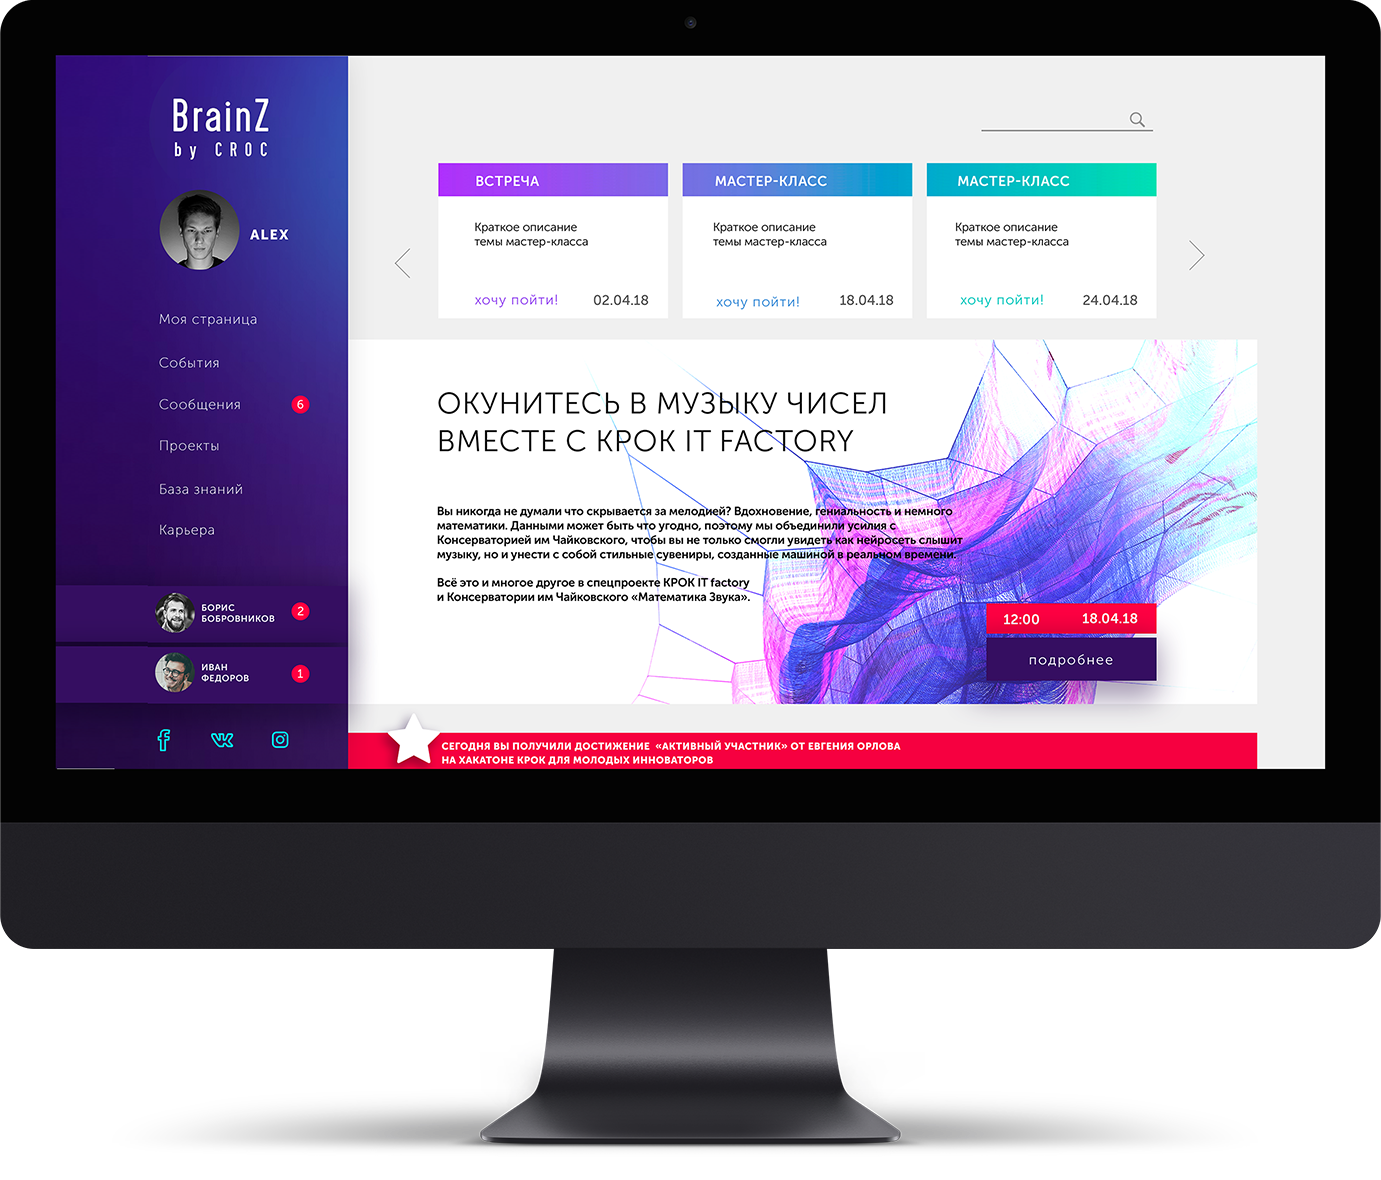 BrainZ
by CROC
ALEX
Моя страница
События
Сообщения 6
Проекты
База знаний
Карьера
БОРИС
БОБРОВНИКОВ 2
ИВАН
ФЕДОРОВ 1
ВСТРЕЧА
Краткое описание
темы мастер-класса
хочу пойти! 02.04.18
МАСТЕР-КЛАСС
Краткое описание
темы мастер-класса
хочу пойти! 18.04.18
МАСТЕР-КЛАСС
Краткое описание
темы мастер-класса
хочу пойти! 24.04.18
ОКУНИТЕСЬ В МУЗЫКУ ЧИСЕЛ
ВМЕСТЕ С КРОК IT FACTORY
Вы никогда не думали что скрывается за мелодией? Вдохновение, гениальность и немного
математики. Данными может быть что угодно, поэтому мы объединили усилия с
Консерваторией им Чайковского, чтобы вы не только смогли увидеть как нейросеть слышит
музыку, но и унести с собой стильные сувениры, созданные машиной в реальном времени.
Всё это и многое другое в спецпроекте КРОК IT factory
и Консерватории им Чайковского «Математика Звука».
12:00 18.04.18
подробнее
СЕГОДНЯ ВЫ ПОЛУЧИЛИ ДОСТИЖЕНИЕ «АКТИВНЫЙ УЧАСТНИК» ОТ ЕВГЕНИЯ ОРЛОВА
НА ХАКАТОНЕ КРОК ДЛЯ МОЛОДЫХ ИННОВАТОРОВ